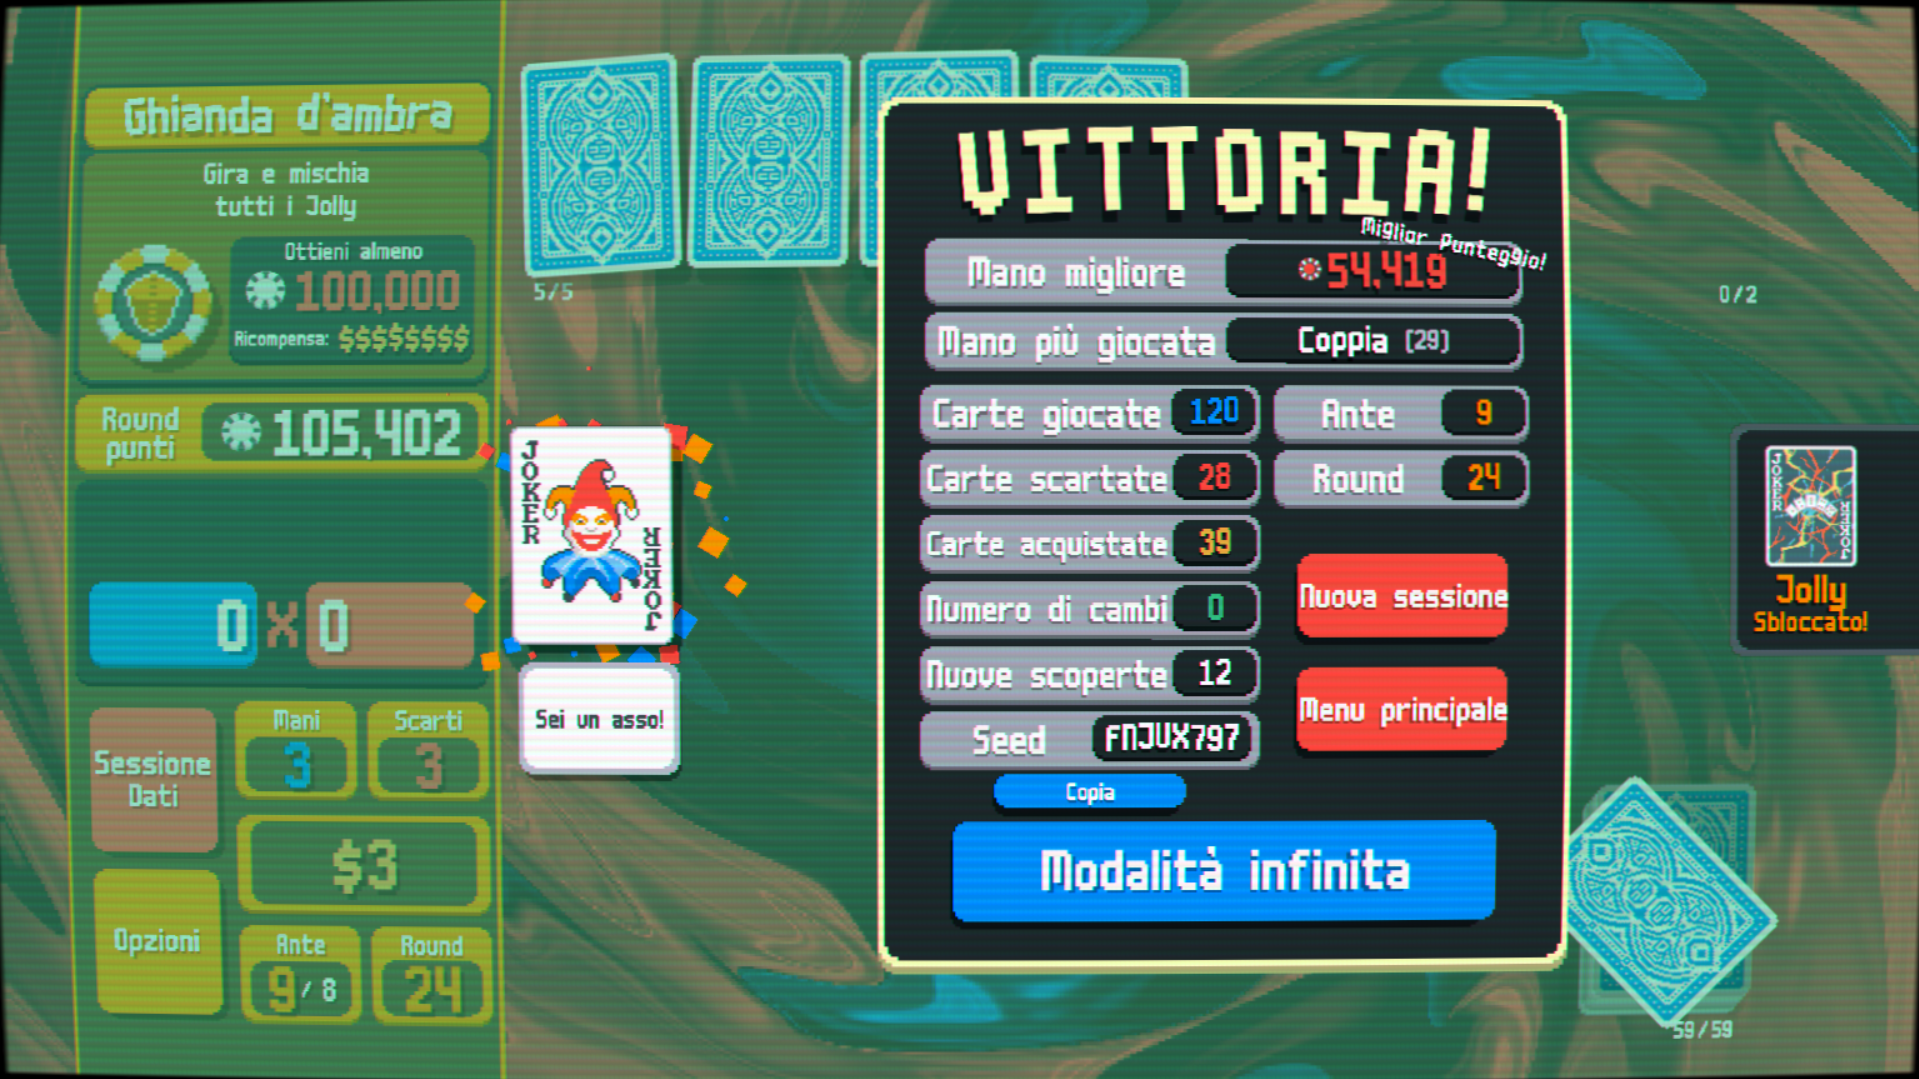 Ghianda d'ambra
Gira e mischia
tutti i Jolly
Ottieni almeno
100,000
Ricompensa: $$$$$$$$
Round
punti
105,402
0 X 0
Mani
3
Scarti
3
Sessione
Dati
$3
Opzioni
Ante
9/8
Round
24
5/5
JOKER
JOKER
Sei un asso!
VITTORIA!
Miglior Punteggio!
Mano migliore
54,419
Mano più giocata
Coppia (29)
Carte giocate
120
Ante
9
Carte scartate
28
Round
24
Carte acquistate
39
Numero di cambi
0
Nuove scoperte
12
Seed
FNJUX797
Copia
Nuova sessione
Menu principale
Modalità infinita
0/2
JOKER
JOKER
Jolly
Sbloccato!
59/59